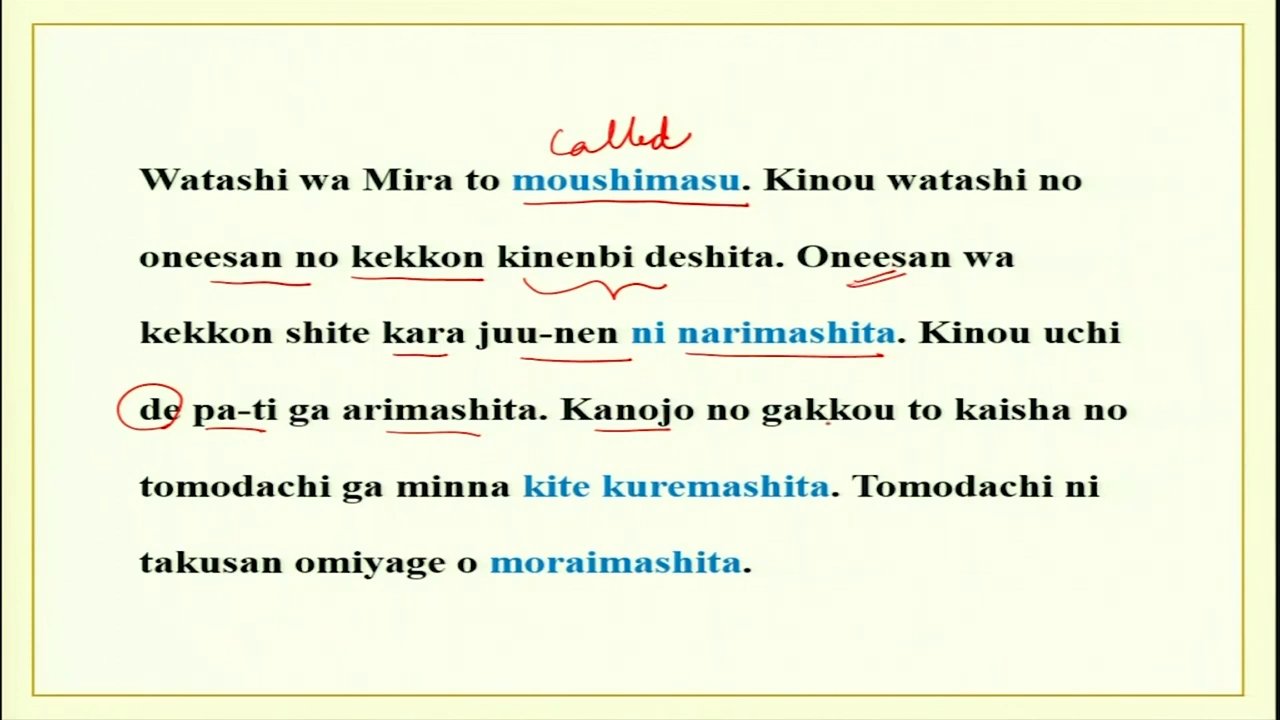 called
Watashi wa Mira to moushimasu. Kinou watashi no
oneesan no kekkon kinenbi deshita. Oneesan wa
kekkon shite kara juu-nen ni narimashita. Kinou uchi
de pa-ti ga arimashita. Kanojo no gakkou to kaisha no
tomodachi ga minna kite kuremashita. Tomodachi ni
takusan omiyage o moraimashita.